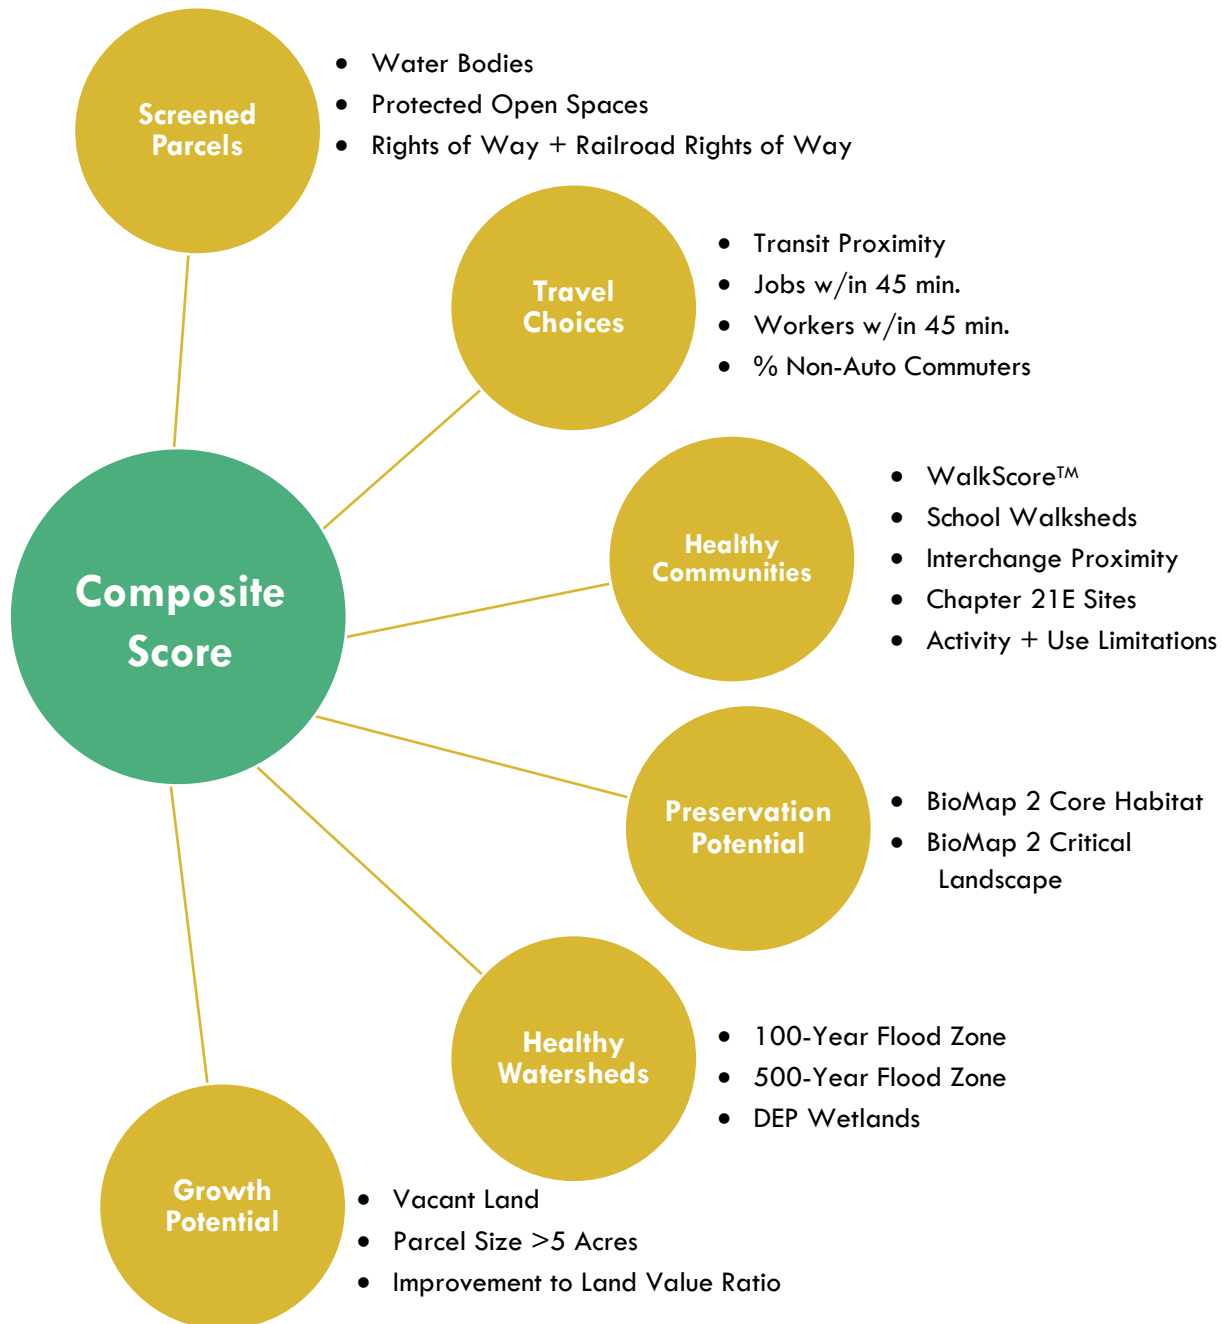 Screened
Parcels
• Water Bodies
• Protected Open Spaces
• Rights of Way + Railroad Rights of Way
Travel
Choices
• Transit Proximity
• Jobs w/in 45 min.
• Workers w/in 45 min.
• % Non-Auto Commuters
Composite
Score
Healthy
Communities
• WalkScore™
• School Walksheds
• Interchange Proximity
• Chapter 21E Sites
• Activity + Use Limitations
Preservation
Potential
• BioMap 2 Core Habitat
• BioMap 2 Critical
Landscape
Healthy
Watersheds
• 100-Year Flood Zone
• 500-Year Flood Zone
• DEP Wetlands
Growth
Potential
• Vacant Land
• Parcel Size >5 Acres
• Improvement to Land Value Ratio